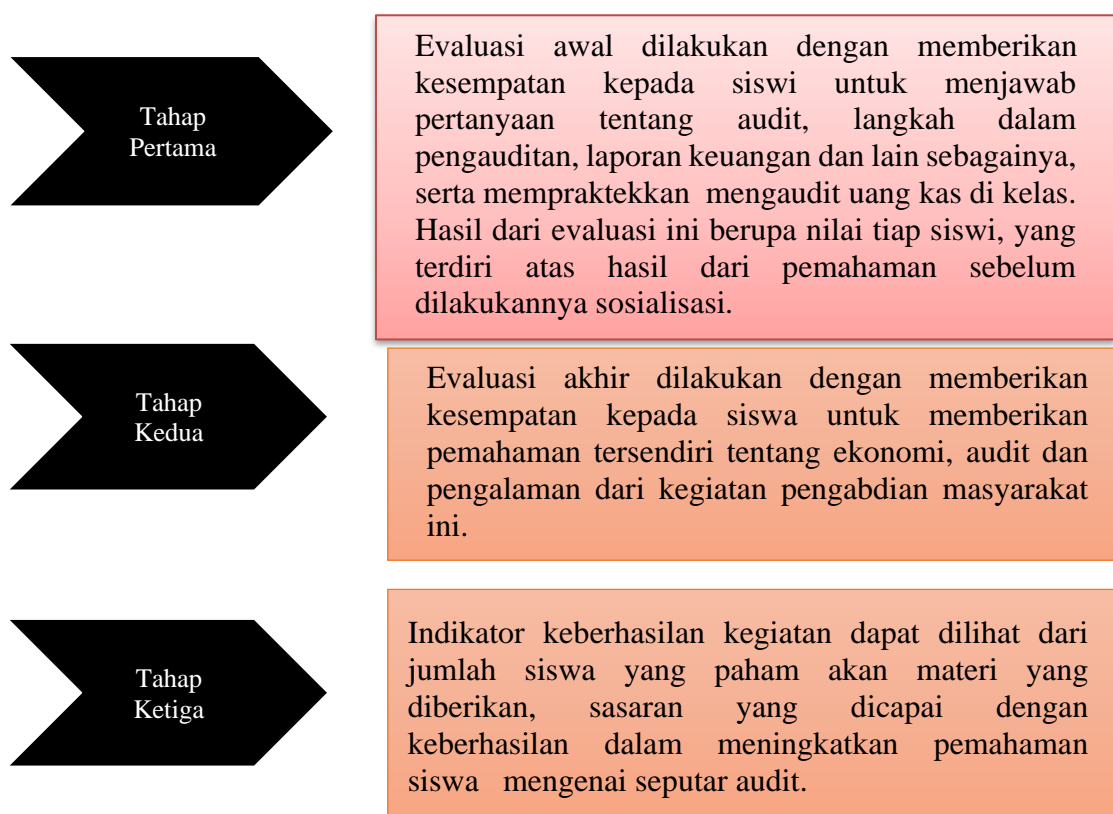 Tahap
Pertama
Evaluasi awal dilakukan dengan memberikan
kesempatan kepada siswi untuk menjawab
pertanyaan tentang audit, langkah dalam
pengauditan, laporan keuangan dan lain sebagainya,
serta mempraktekkan mengaudit uang kas di kelas.
Hasil dari evaluasi ini berupa nilai tiap siswi, yang
terdiri atas hasil dari pemahaman sebelum
dilakukannya sosialisasi.
Tahap
Kedua
Evaluasi akhir dilakukan dengan memberikan
kesempatan kepada siswa untuk memberikan
pemahaman tersendiri tentang ekonomi, audit dan
pengalaman dari kegiatan pengabdian masyarakat
ini.
Tahap
Ketiga
Indikator keberhasilan kegiatan dapat dilihat dari
jumlah siswa yang paham akan materi yang
diberikan, sasaran yang dicapai dengan
keberhasilan dalam meningkatkan pemahaman
siswa mengenai seputar audit.